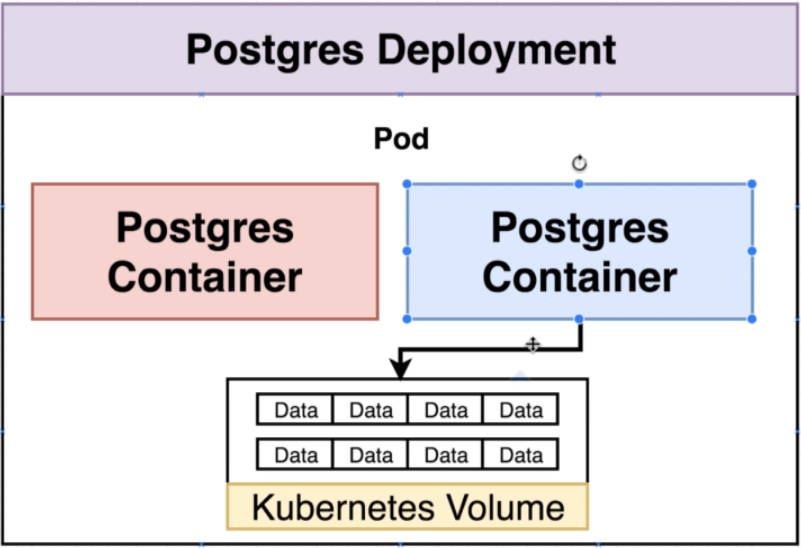 Postgres Deployment
Pod
Postgres
Container
Postgres
Container
Data Data Data Data
Data Data Data Data
Kubernetes Volume